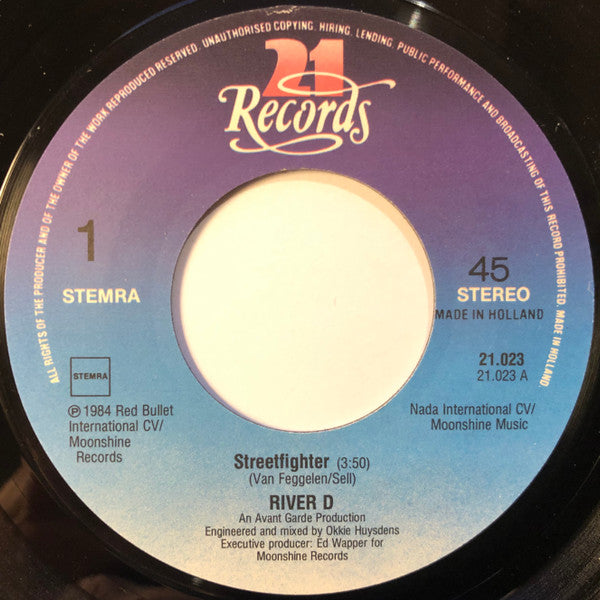 ALL RIGHTS OF THE PRODUCER AND OF THE OWNER OF THE WORK REPRODUCED RESERVED. UNAUTHORISED COPYING. HIRING. LENDING. PUBLIC PERFORMANCE AND BROADCASTING OF THIS RECORD PROHIBITED. MADE IN HOLLAND.
21
Records
1
STEMRA
45
STEREO
MADE IN HOLLAND
STEMRA
21.023
21.023 A
℗ 1984 Red Bullet
International CV/
Moonshine
Records
Nada International CV/
Moonshine Music
Streetfighter (3:50)
(Van Feggelen/Sell)
RIVER D
An Avant Garde Production
Engineered and mixed by Okkie Huysdens
Executive producer: Ed Wapper for
Moonshine Records